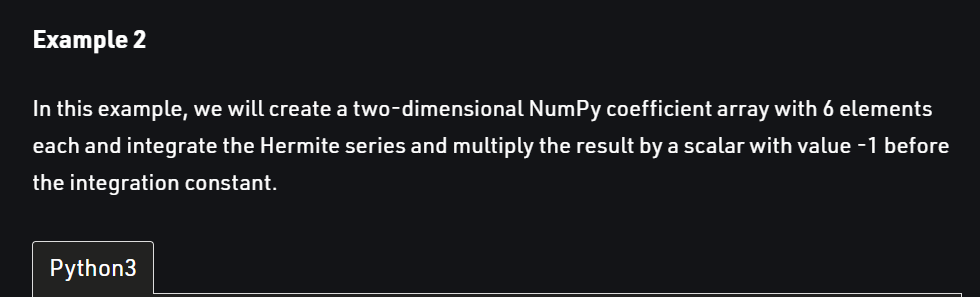 Example 2
In this example, we will create a two-dimensional NumPy coefficient array with 6 elements
each and integrate the Hermite series and multiply the result by a scalar with value -1 before
the integration constant.
Python3